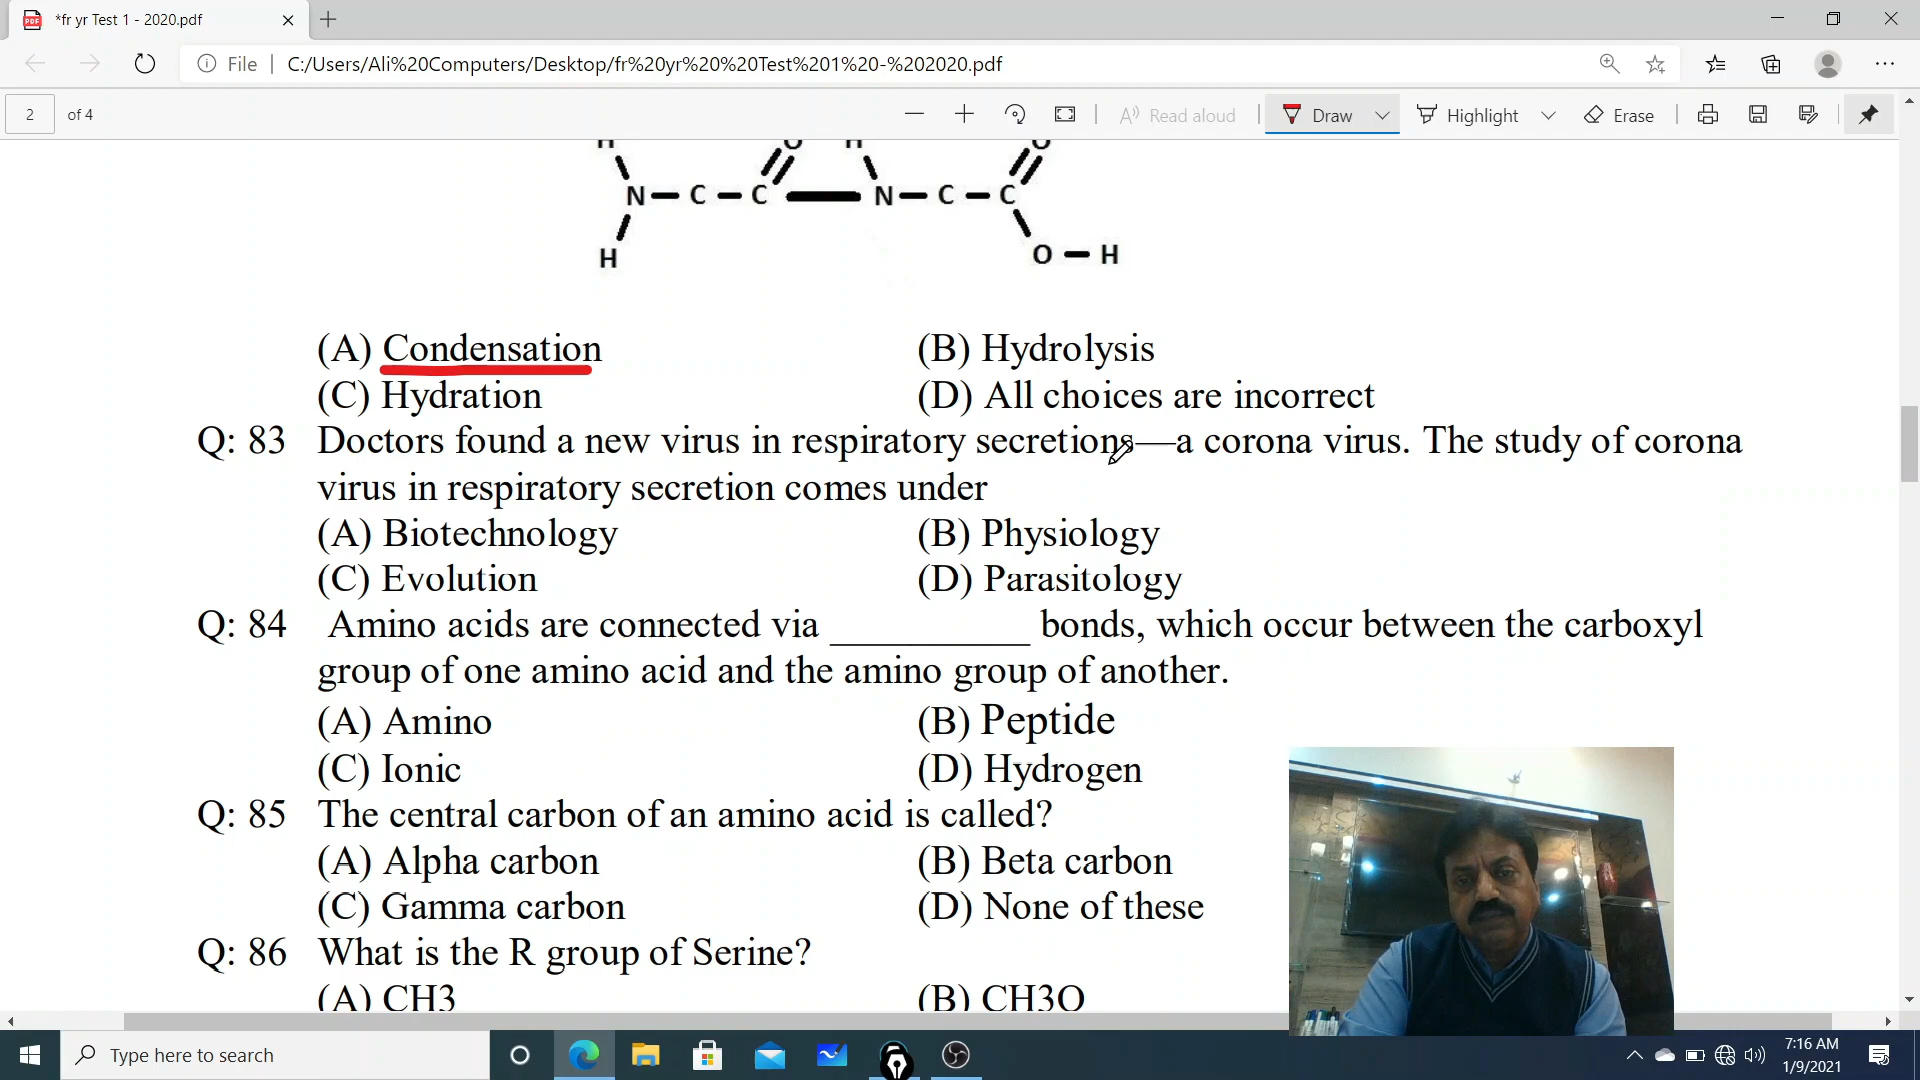 *fr yr Test 1 - 2020.pdf
File | C:/Users/Ali%20Computers/Desktop/fr%20yr%20%20Test%201%20-%202020.pdf
2 of 4
Read aloud Draw Highlight Erase
H O H O
N C C N C C
H O H
(A) Condensation (B) Hydrolysis
(C) Hydration (D) All choices are incorrect
Q: 83 Doctors found a new virus in respiratory secretions—a corona virus. The study of corona
virus in respiratory secretion comes under
(A) Biotechnology (B) Physiology
(C) Evolution (D) Parasitology
Q: 84 Amino acids are connected via __________ bonds, which occur between the carboxyl
group of one amino acid and the amino group of another.
(A) Amino (B) Peptide
(C) Ionic (D) Hydrogen
Q: 85 The central carbon of an amino acid is called?
(A) Alpha carbon (B) Beta carbon
(C) Gamma carbon (D) None of these
Q: 86 What is the R group of Serine?
(A) CH3 (B) CH3O
Type here to search
7:16 AM
1/9/2021